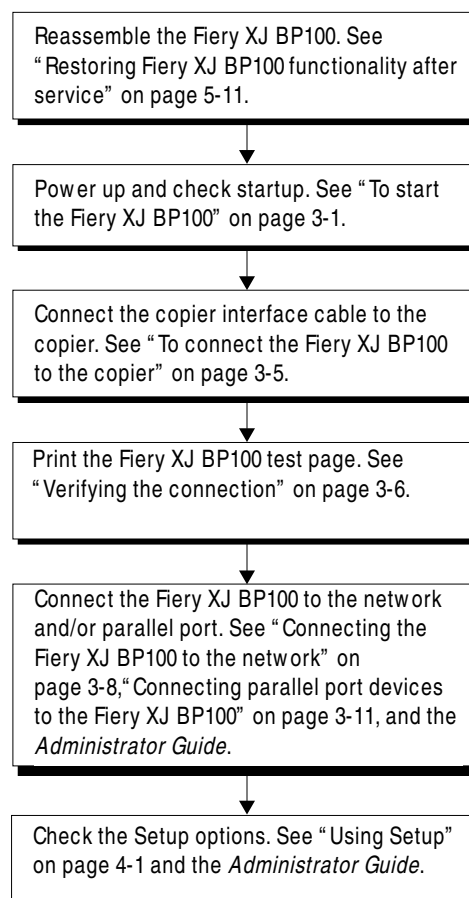 Reassemble the Fiery XJ BP100. See
“Restoring Fiery XJ BP100 functionality after
service” on page 5-11.
Power up and check startup. See “To start
the Fiery XJ BP100” on page 3-1.
Connect the copier interface cable to the
copier. See “To connect the Fiery XJ BP100
to the copier” on page 3-5.
Print the Fiery XJ BP100 test page. See
“Verifying the connection” on page 3-6.
Connect the Fiery XJ BP100 to the network
and/or parallel port. See “Connecting the
Fiery XJ BP100 to the network” on
page 3-8,“Connecting parallel port devices
to the Fiery XJ BP100” on page 3-11, and the
Administrator Guide.
Check the Setup options. See “Using Setup”
on page 4-1 and the Administrator Guide.